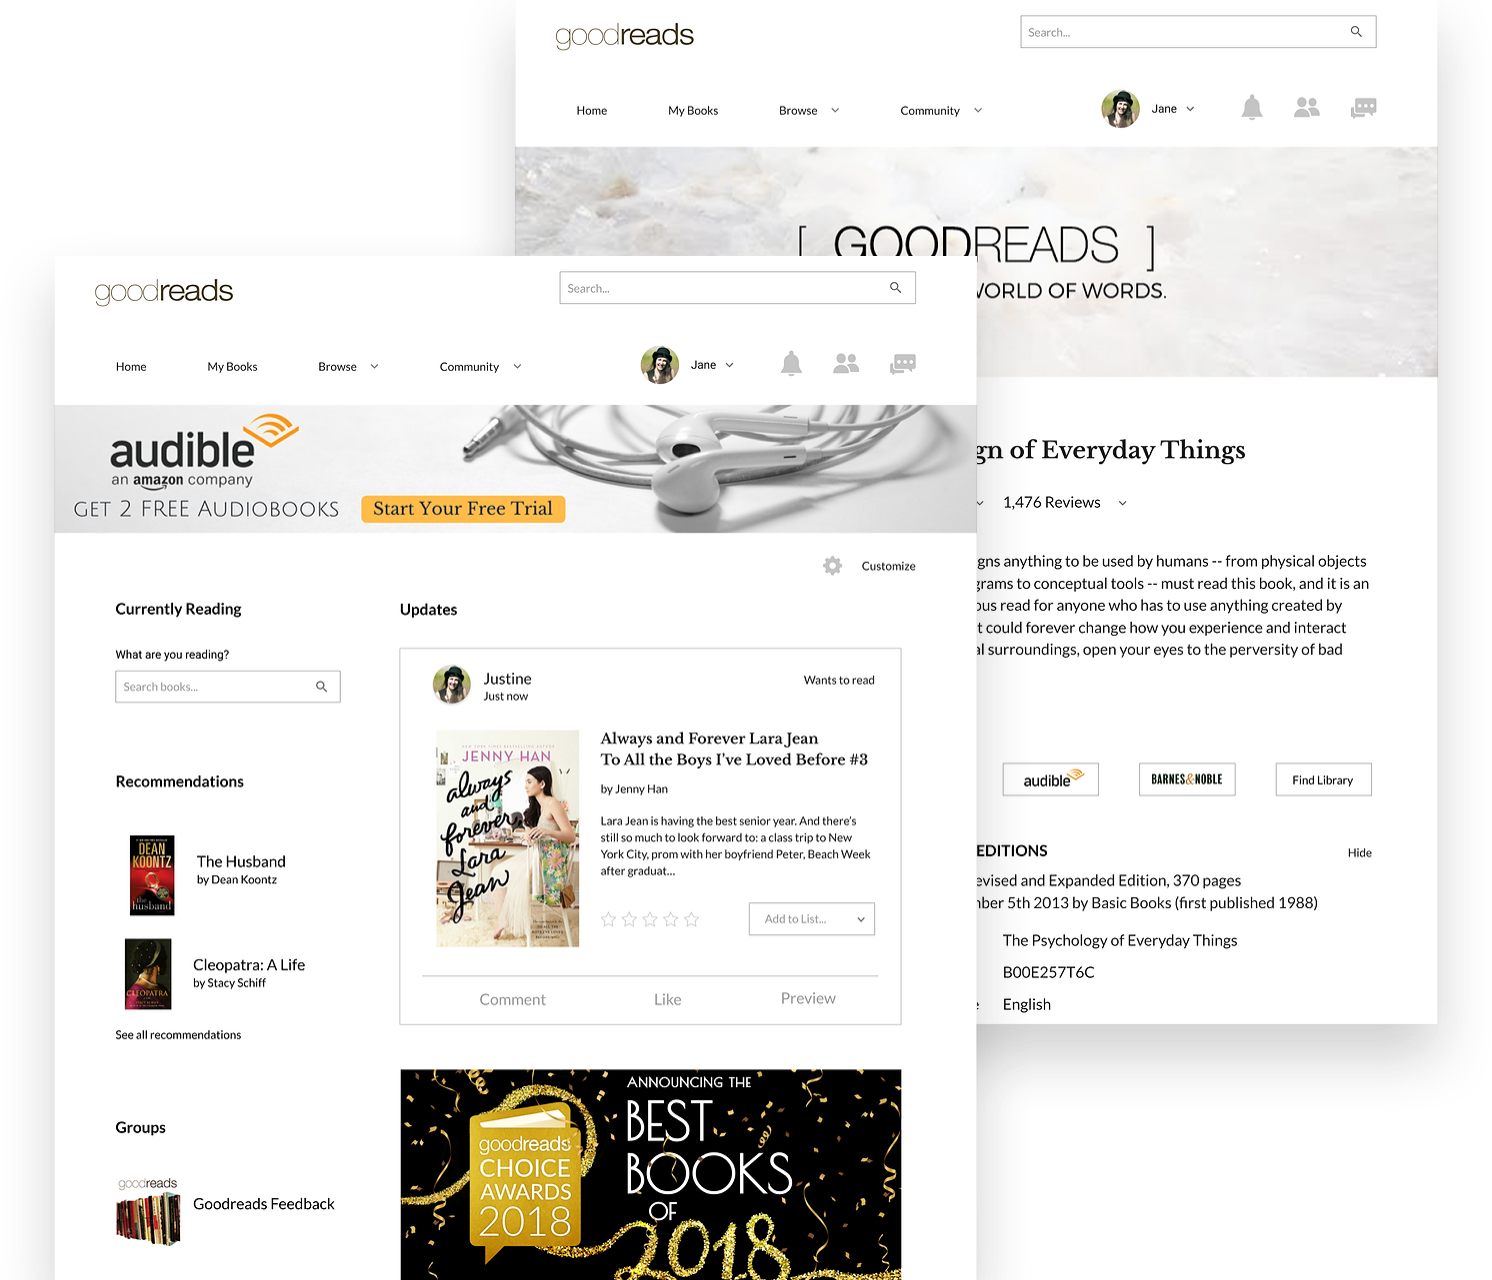 goodreads
Search...
Home
My Books
Browse
Community
Jane
[ GOODREADS ]
WORLD OF WORDS.
gn of Everyday Things
1,476 Reviews
gns anything to be used by humans -- from physical objects
grams to conceptual tools -- must read this book, and it is an
ous read for anyone who has to use anything created by
t could forever change how you experience and interact
al surroundings, open your eyes to the perversity of bad
audible
BARNES&NOBLE
Find Library
EDITIONS
Hide
evised and Expanded Edition, 370 pages
ber 5th 2013 by Basic Books (first published 1988)
The Psychology of Everyday Things
B00E257T6C
e
English
goodreads
Search...
Home
My Books
Browse
Community
Jane
audible
an amazon company
GET 2 FREE AUDIOBOOKS
Start Your Free Trial
Customize
Currently Reading
What are you reading?
Search books...
Recommendations
DEAN
KOONTZ
the
husband
The Husband
by Dean Koontz
CLEOPATRA
Cleopatra: A Life
by Stacy Schiff
See all recommendations
Groups
goodreads
Goodreads Feedback
Updates
Justine
Just now
Wants to read
JENNY HAN
always
and
forever
Lara
Jean
Always and Forever Lara Jean
To All the Boys I've Loved Before #3
by Jenny Han
Lara Jean is having the best senior year. And there's
still so much to look forward to: a class trip to New
York City, prom with her boyfriend Peter, Beach Week
after graduat...
Add to List...
Comment
Like
Preview
goodreads
CHOICE
AWARDS
2018
ANNOUNCING THE
BEST
BOOKS
OF
2018